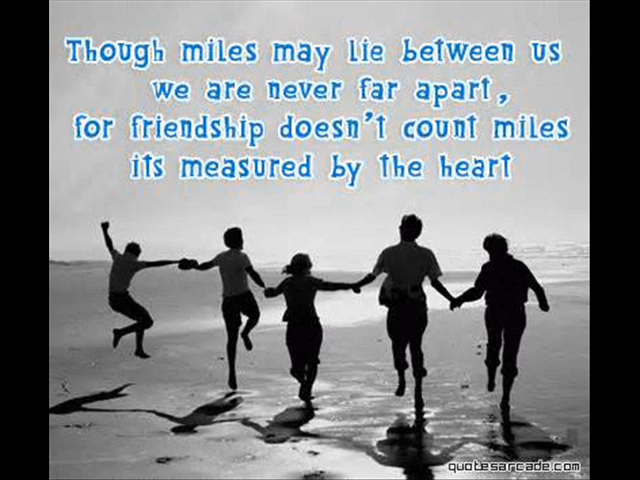 Though miles may lie between us
we are never far apart,
for friendship doesn't count miles
its measured by the heart
quotesarcade.com